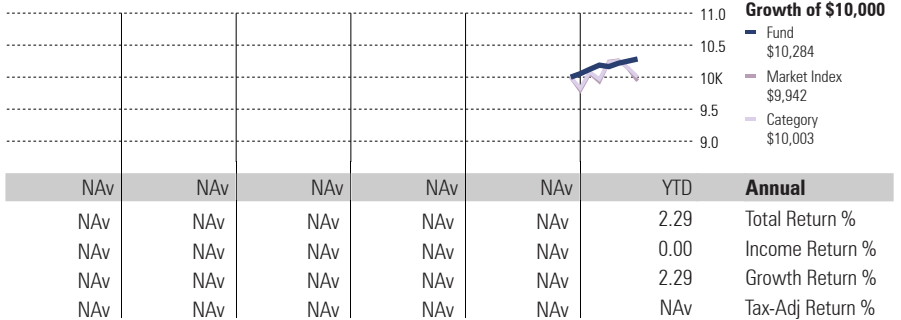 11.0
10.5
10K
9.5
9.0
Growth of $10,000
Fund
$10,284
Market Index
$9,942
Category
$10,003
NAv NAv NAv NAv NAv YTD Annual
NAv NAv NAv NAv NAv 2.29 Total Return %
NAv NAv NAv NAv NAv 0.00 Income Return %
NAv NAv NAv NAv NAv 2.29 Growth Return %
NAv NAv NAv NAv NAv NAv Tax-Adj Return %